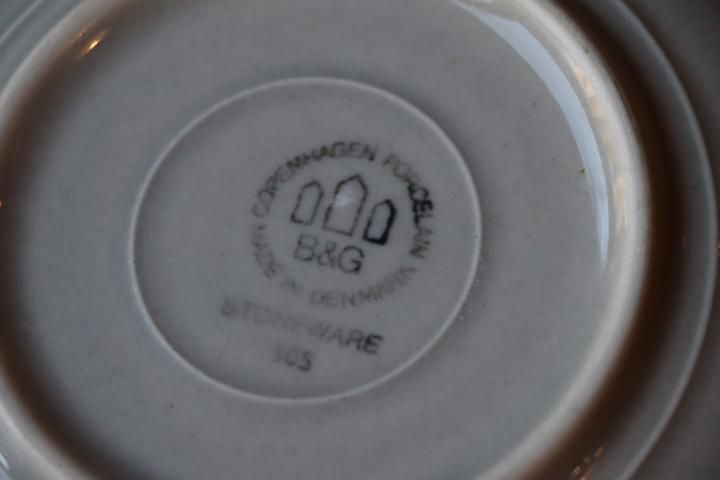 COPENHAGEN PORCELAIN
B&G
MADE IN DENMARK
STONEWARE
305